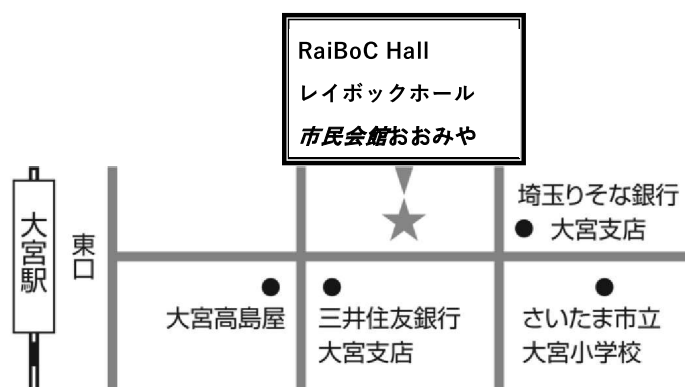 RaiBoC Hall
レイボックホール
市民会館おおみや
大宮駅
東口
埼玉りそな銀行
大宮支店
大宮高島屋
三井住友銀行
大宮支店
さいたま市立
大宮小学校